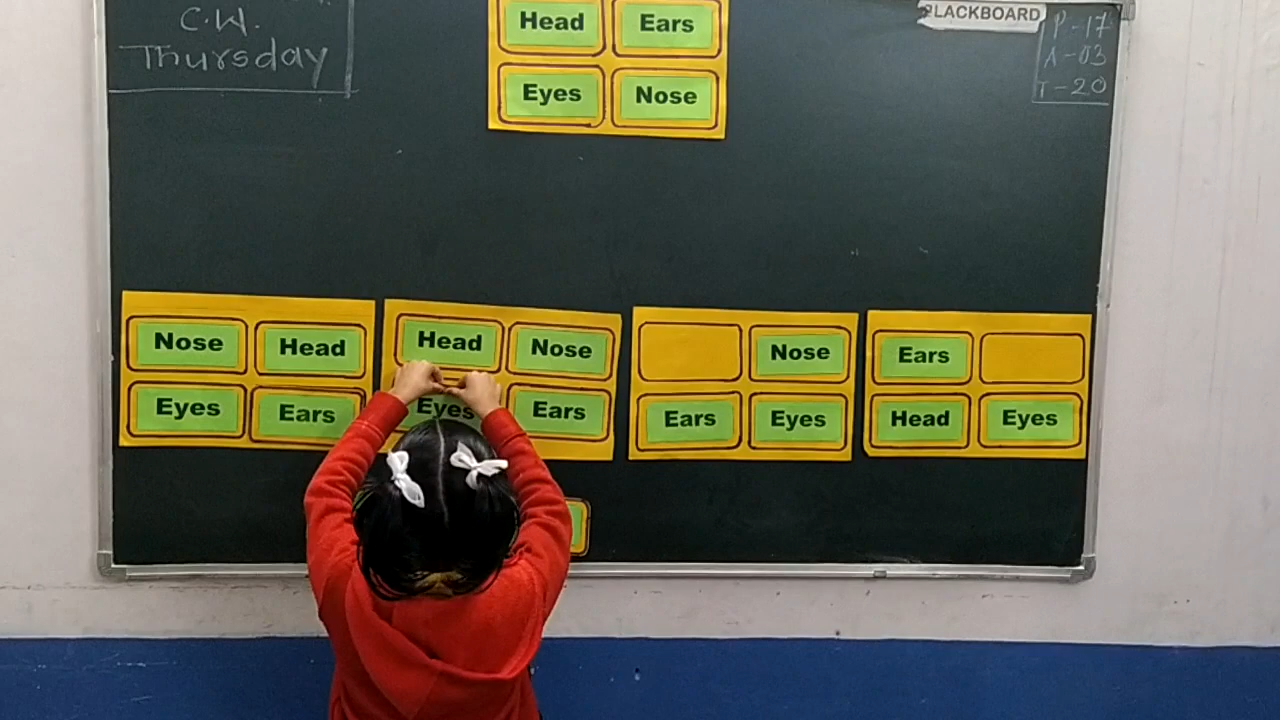 C.W.
Thursday
PLACKBOARD
P-17
A-03
T-20
Head Ears
Eyes Nose
Nose Head
Eyes Ears
Head Nose
Eyes Ears
Nose
Ears Eyes
Ears
Head Eyes